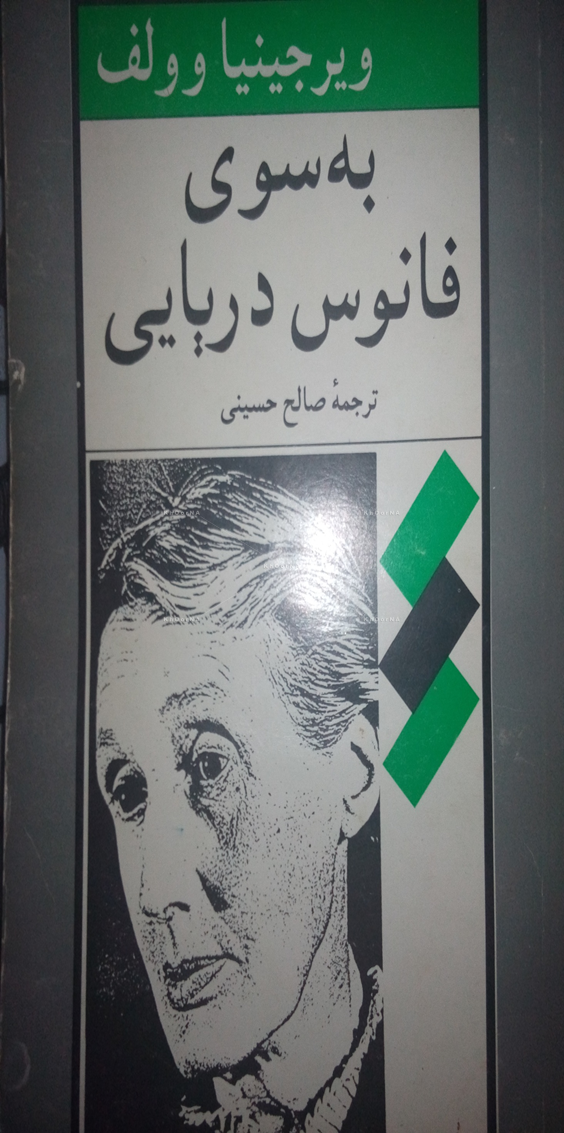 ویرجینیا وولف
به‌سوی
فانوس دریایی
ترجمهٔ صالح حسینی